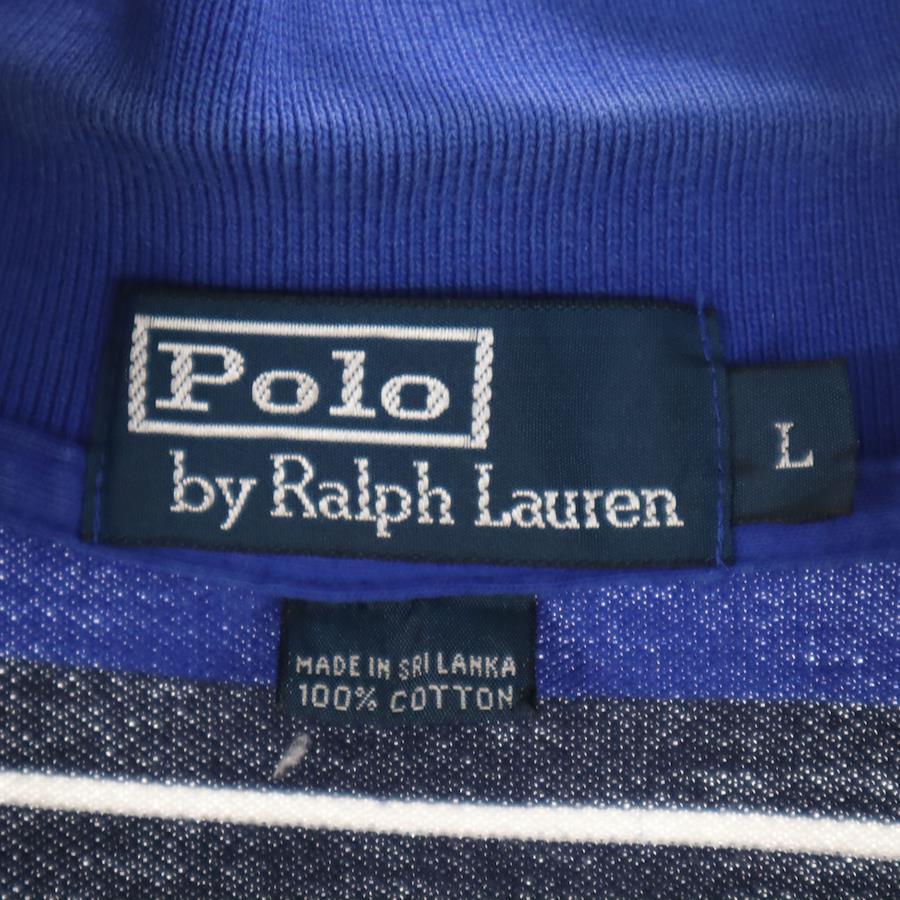 Polo
by Ralph Lauren
L
MADE IN SRI LANKA
100% COTTON